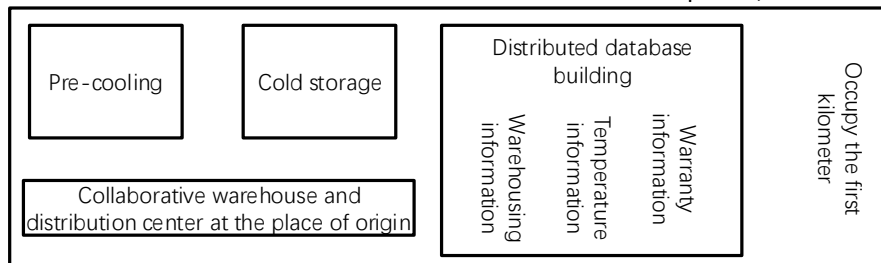 Pre-cooling
Cold storage
Distributed database
building
Warehousing
information
Temperature
information
Warranty
information
Occupy the first
kilometer
Collaborative warehouse and
distribution center at the place of origin